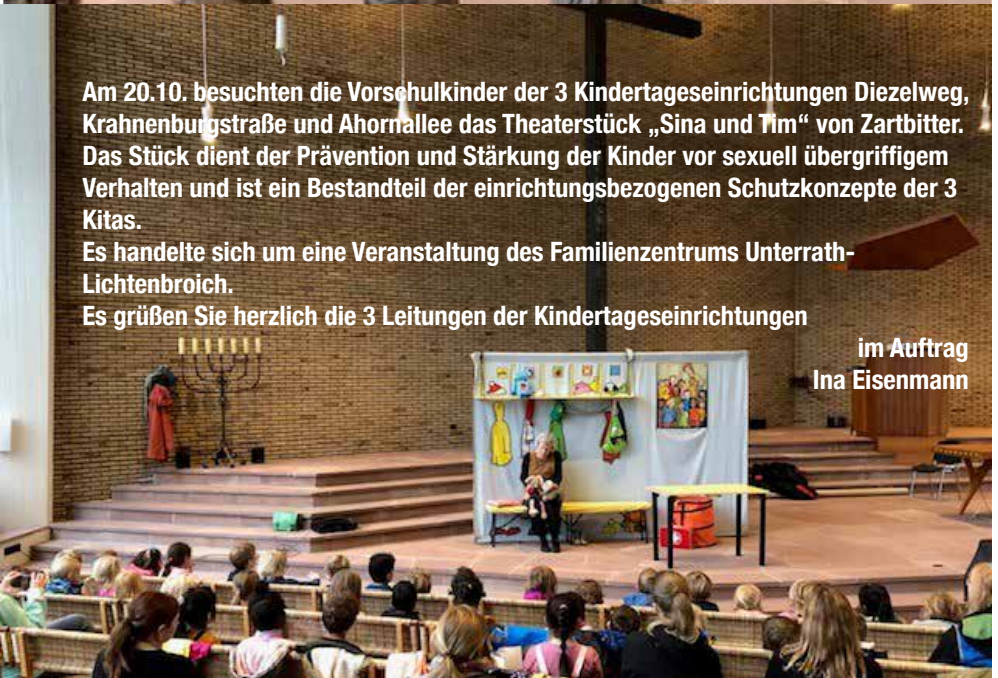 Am 20.10. besuchten die Vorschulkinder der 3 Kindertageseinrichtungen Diezelweg,
Krahnenburgstraße und Ahornallee das Theaterstück „Sina und Tim“ von Zartbitter.
Das Stück dient der Prävention und Stärkung der Kinder vor sexuell übergriffigem
Verhalten und ist ein Bestandteil der einrichtungsbezogenen Schutzkonzepte der 3
Kitas.
Es handelte sich um eine Veranstaltung des Familienzentrums Unterrath-
Lichtenbroich.
Es grüßen Sie herzlich die 3 Leitungen der Kindertageseinrichtungen
im Auftrag
Ina Eisenmann